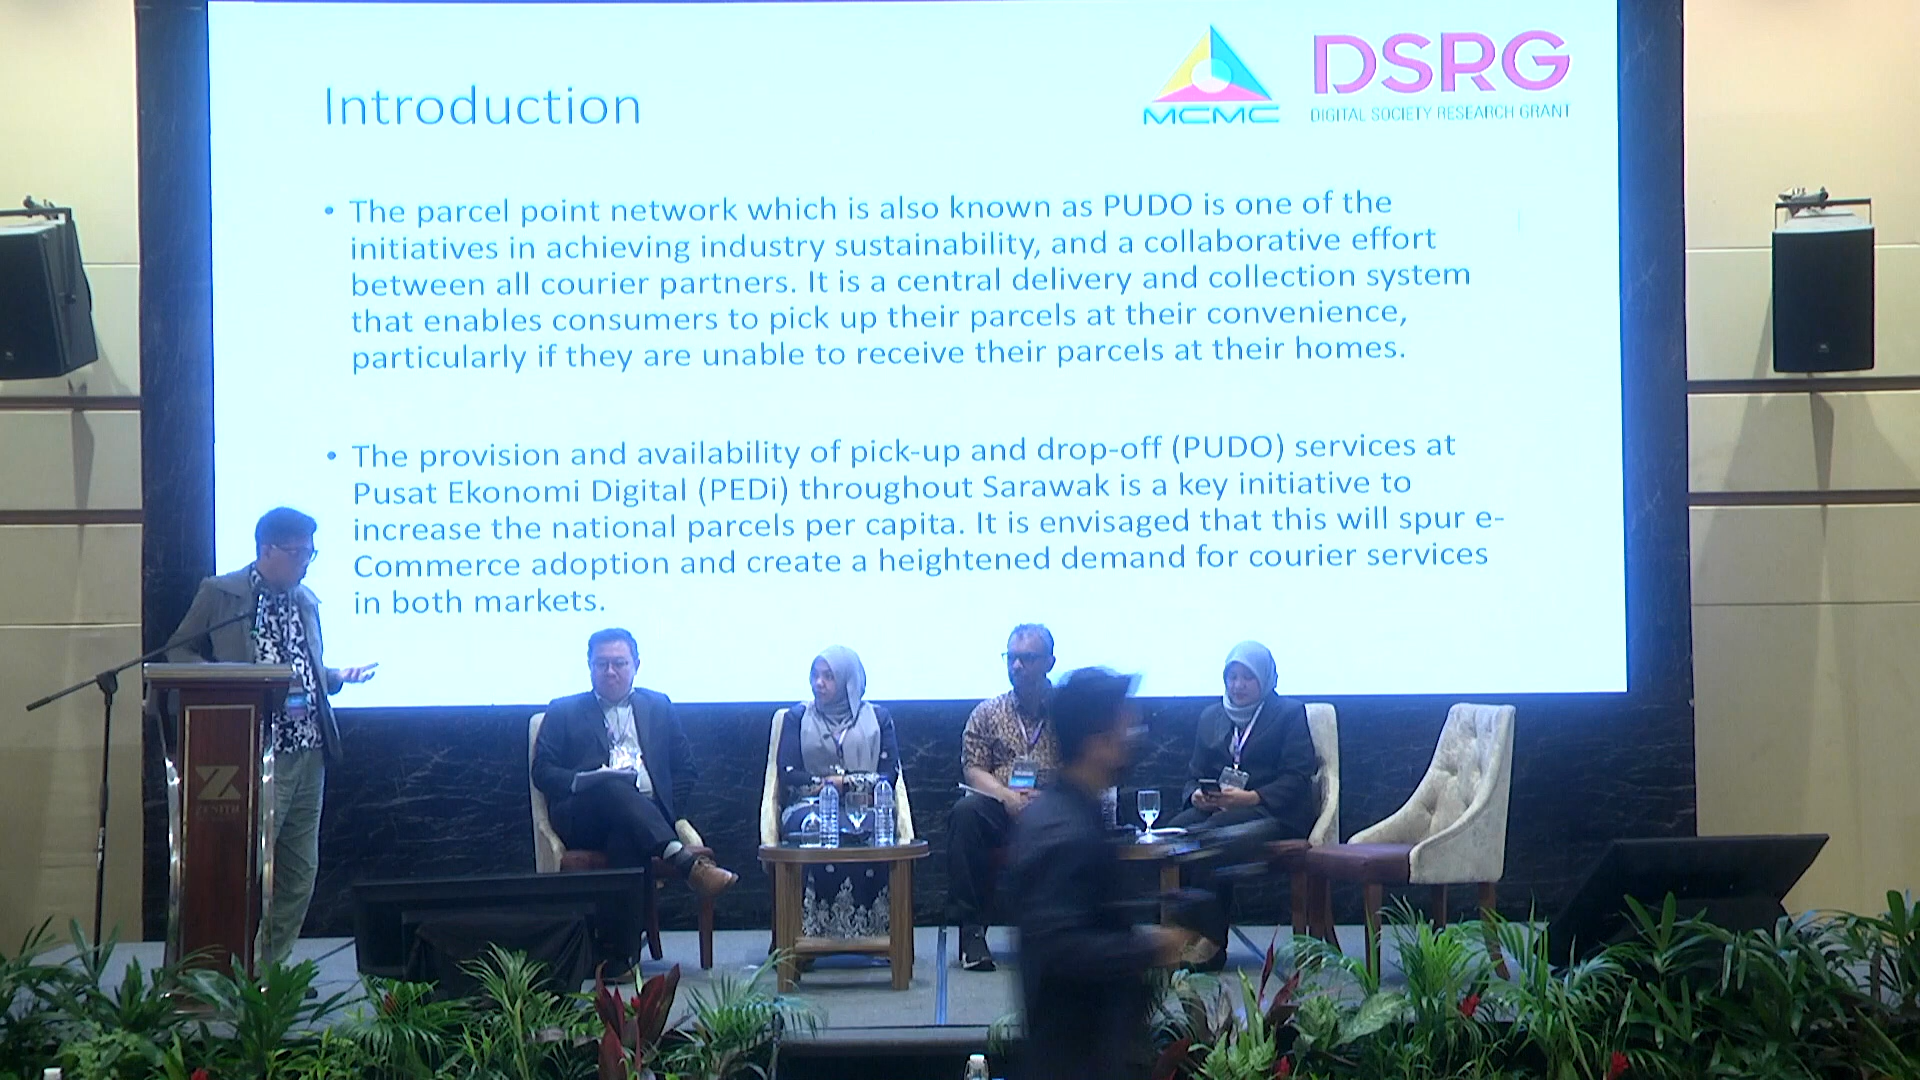 Introduction
MCMC
DSRG
DIGITAL SOCIETY RESEARCH GRANT
• The parcel point network which is also known as PUDO is one of the
initiatives in achieving industry sustainability, and a collaborative effort
between all courier partners. It is a central delivery and collection system
that enables consumers to pick up their parcels at their convenience,
particularly if they are unable to receive their parcels at their homes.
• The provision and availability of pick-up and drop-off (PUDO) services at
Pusat Ekonomi Digital (PEDi) throughout Sarawak is a key initiative to
increase the national parcels per capita. It is envisaged that this will spur e-
Commerce adoption and create a heightened demand for courier services
in both markets.
ZENITH